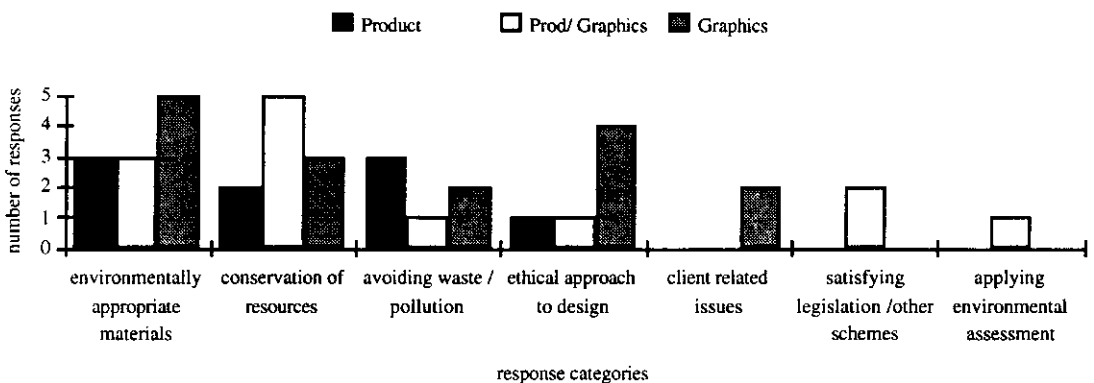 Product Prod/ Graphics Graphics
number of responses
5
4
3
2
1
0
environmentally appropriate materials
conservation of resources
avoiding waste / pollution
ethical approach to design
client related issues
satisfying legislation /other schemes
applying environmental assessment
response categories